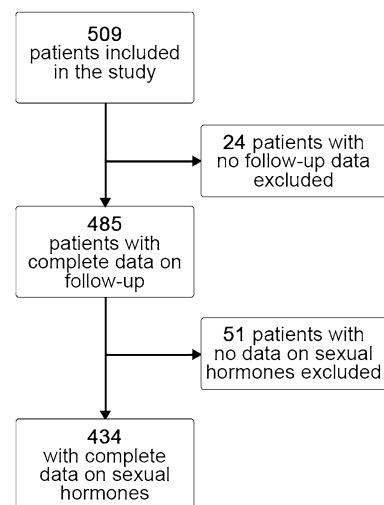 509
patients included
in the study
24 patients with
no follow-up data
excluded
485
patients with
complete data on
follow-up
51 patients with
no data on sexual
hormones excluded
434
with complete
data on sexual
hormones